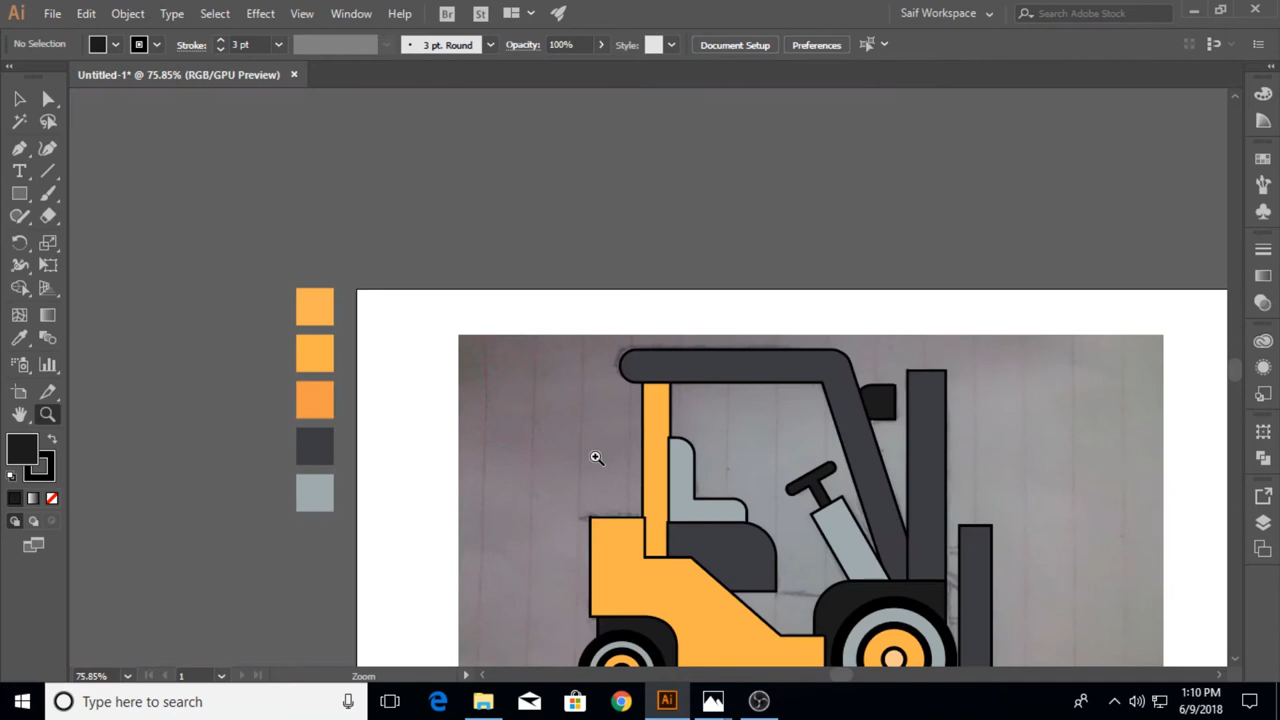 Ai File Edit Object Type Select Effect View Window Help Br St Saif Workspace Search Adobe Stock
No Selection Stroke: 3 pt 3 pt. Round Opacity: 100% Style: Document Setup Preferences
Untitled-1* @ 75.85% (RGB/GPU Preview)
75.85% 1 Zoom
Type here to search
Ai
1:10 PM
6/9/2018